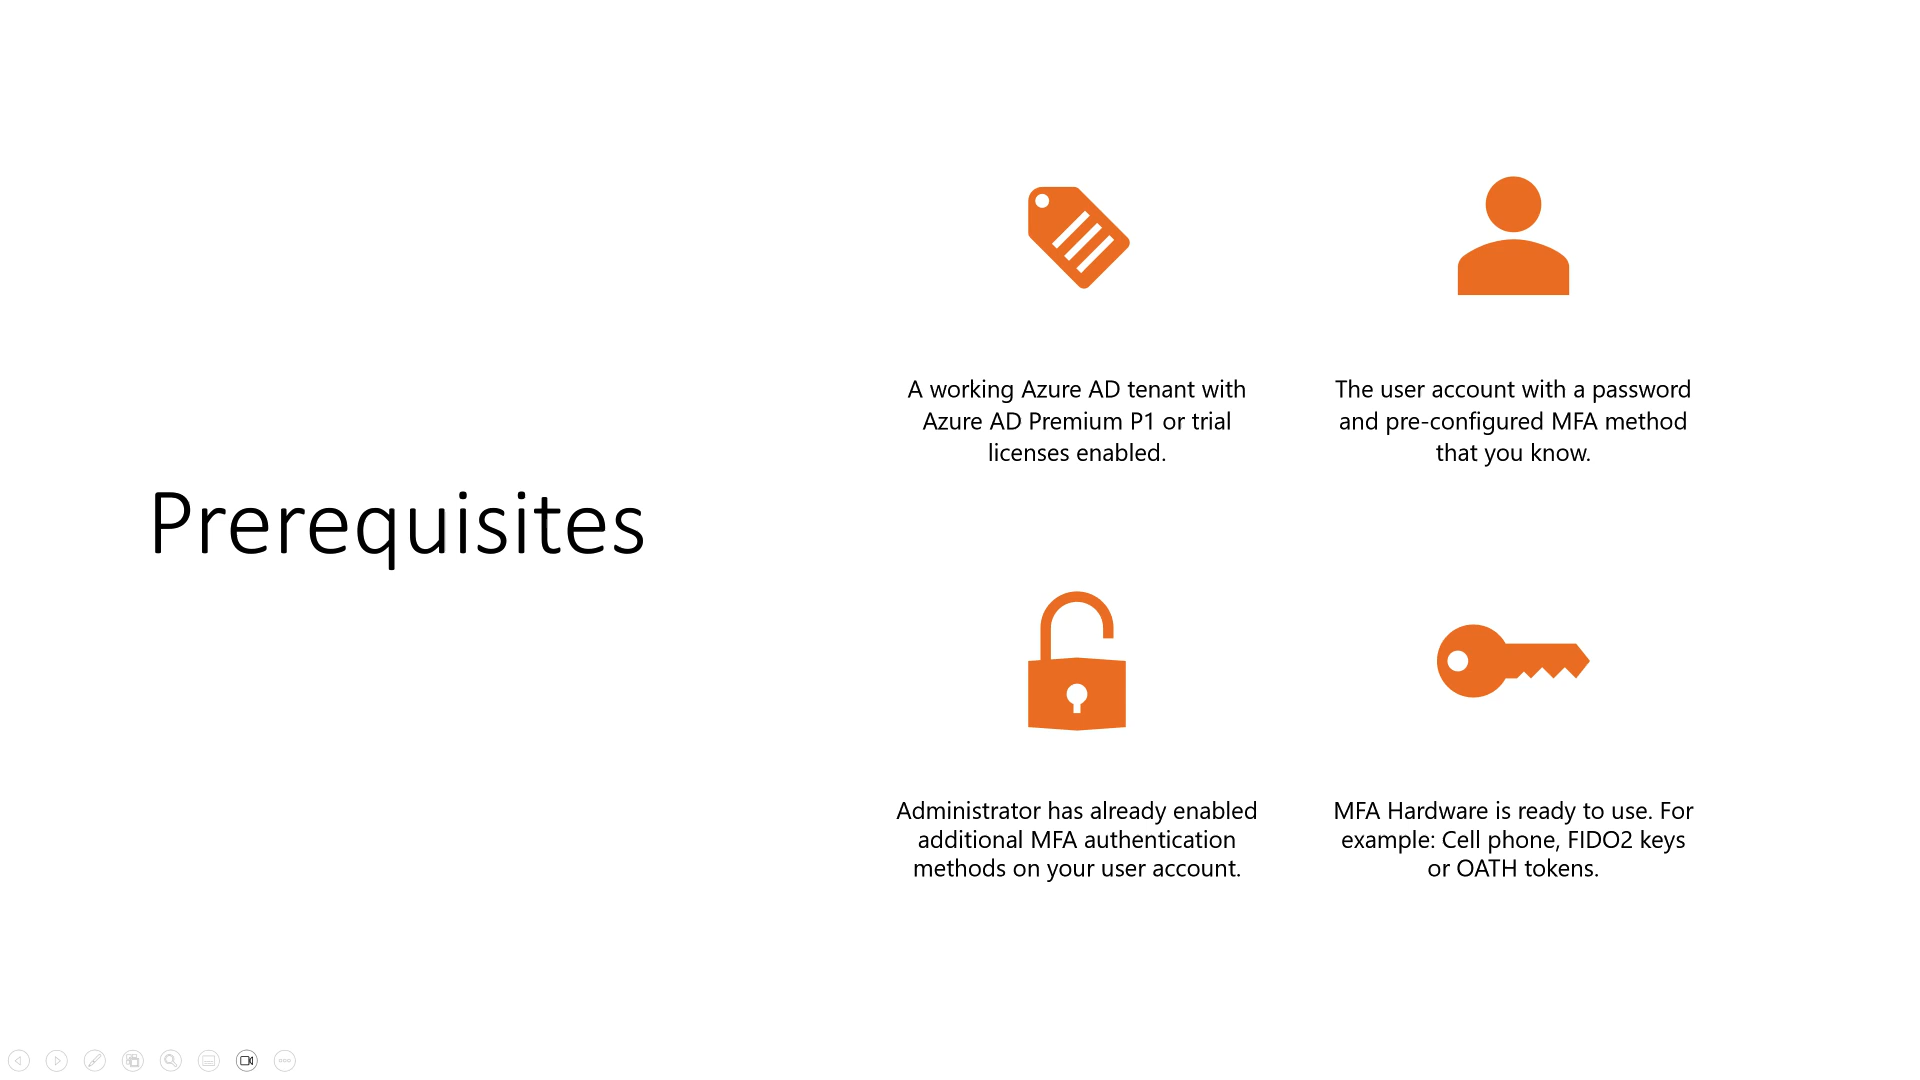 Prerequisites
A working Azure AD tenant with
Azure AD Premium P1 or trial
licenses enabled.
The user account with a password
and pre-configured MFA method
that you know.
Administrator has already enabled
additional MFA authentication
methods on your user account.
MFA Hardware is ready to use. For
example: Cell phone, FIDO2 keys
or OATH tokens.